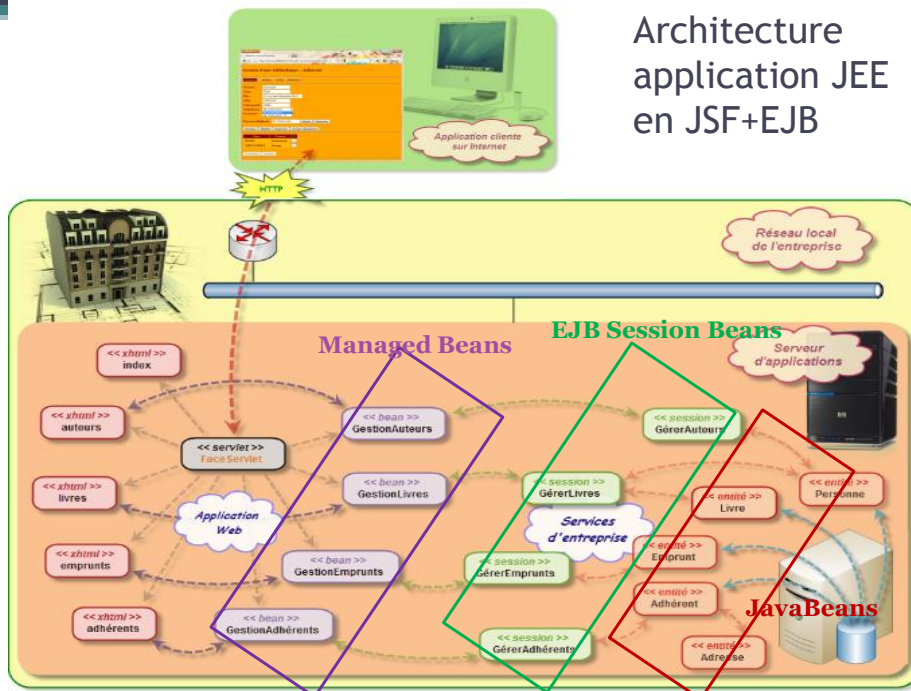 Architecture
application JEE
en JSF+EJB
Application cliente
sur Internet
HTTP
Réseau local
de l'entreprise
EJB Session Beans
Managed Beans
Serveur
d'applications
<< xhtml >>
index
<< xhtml >>
auteurs
<< bean >>
GestionAuteurs
<< session >>
GérerAuteurs
<< servlet >>
FaceServlet
<< xhtml >>
livres
<< bean >>
GestionLivres
<< session >>
GérerLivres
<< entité >>
Livre
<< entité >>
Personne
Application
Web
Services
d'entreprise
<< xhtml >>
emprunts
<< bean >>
GestionEmprunts
<< session >>
GérerEmprunts
<< entité >>
Emprunt
<< entité >>
Adhérent
JavaBeans
<< xhtml >>
adhérents
<< bean >>
GestionAdhérents
<< session >>
GérerAdhérents
<< entité >>
Adresse